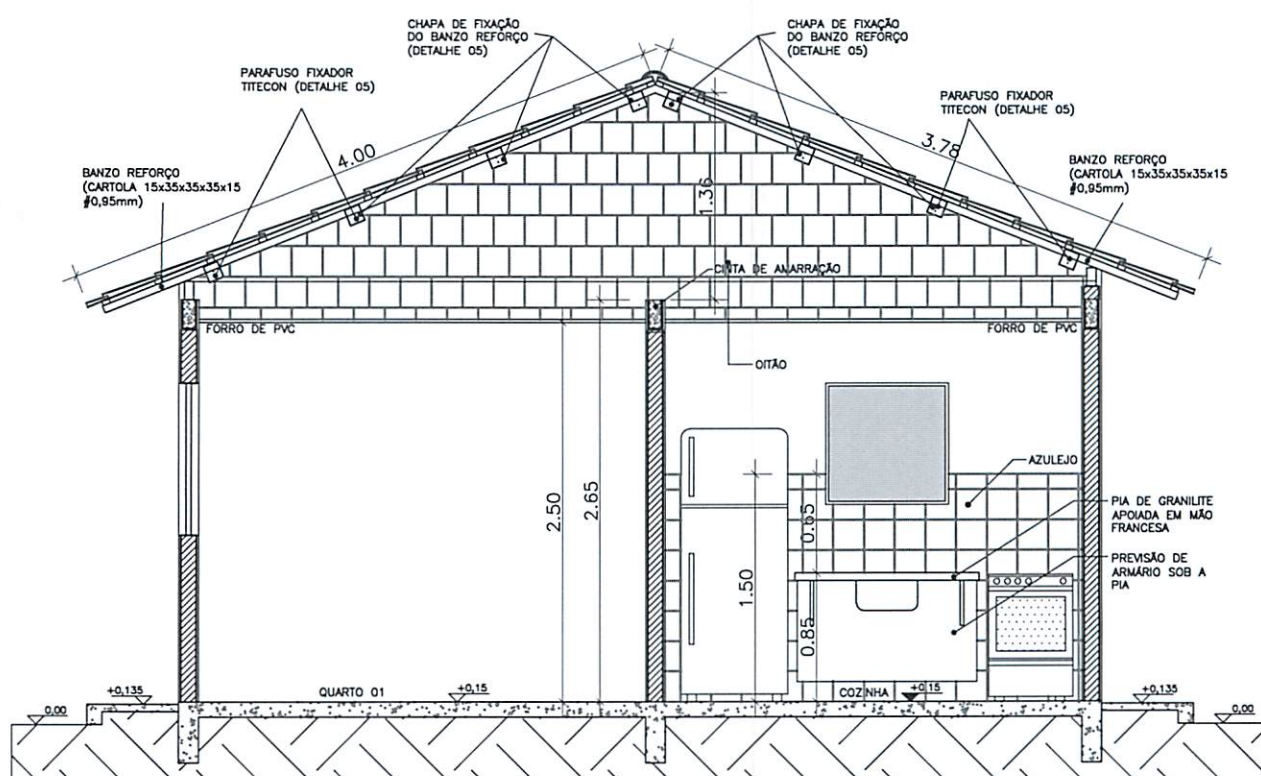 CHAPA DE FIXAÇÃO
DO BANZO REFORÇO
(DETALHE 05)
CHAPA DE FIXAÇÃO
DO BANZO REFORÇO
(DETALHE 05)
PARAFUSO FIXADOR
TITECON (DETALHE 05)
PARAFUSO FIXADOR
TITECON (DETALHE 05)
4.00
3.78
BANZO REFORÇO
(CARTOLA 15x35x35x35x15
#0,95mm)
BANZO REFORÇO
(CARTOLA 15x35x35x35x15
#0,95mm)
1.36
CINTA DE AMARRAÇÃO
FORRO DE PVC
FORRO DE PVC
OITÃO
AZULEJO
2.50
2.65
0.65
PIA DE GRANILITE
APOIADA EM MÃO
FRANCESA
1.50
PREVISÃO DE
ARMÁRIO SOB A
PIA
0.85
+0,135
QUARTO 01
+0,15
COZINHA
+0,15
+0,135
0,00
0,00